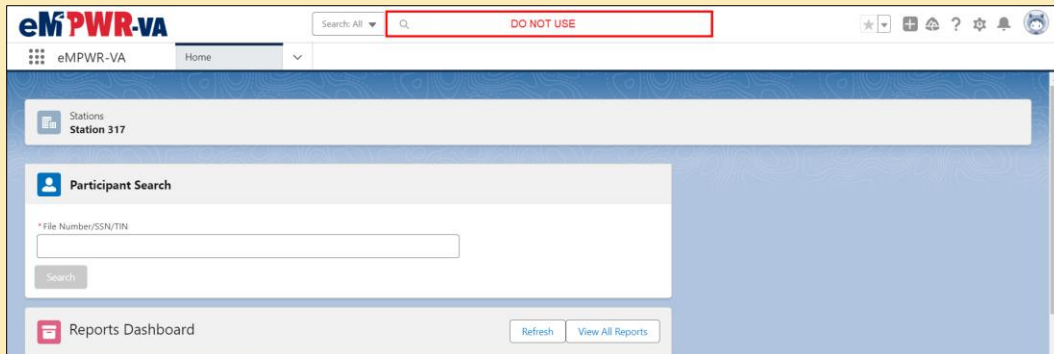 eMPWR-VA
Search: All
DO NOT USE
eMPWR-VA
Home
Stations
Station 317
Participant Search
*File Number/SSN/TIN
Search
Reports Dashboard
Refresh
View All Reports